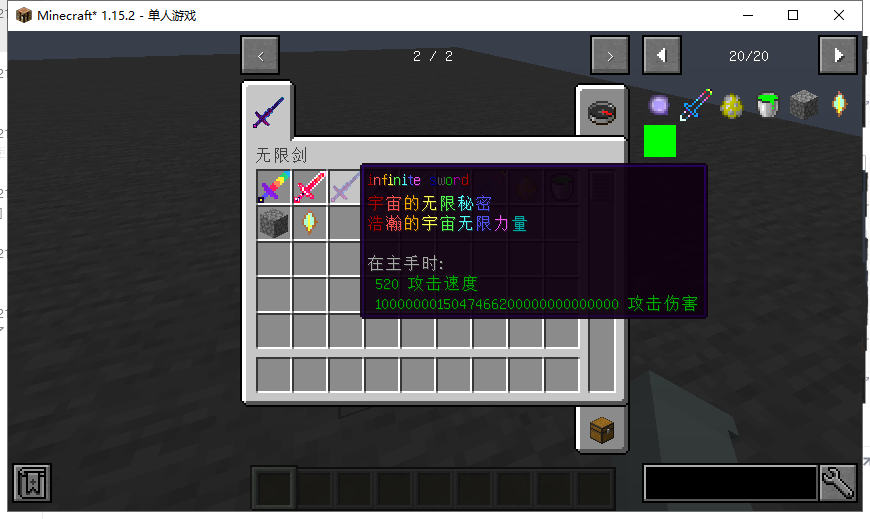 Minecraft* 1.15.2 - 单人游戏
2 / 2
20/20
无限剑
infinite sword
宇宙的无限秘密
浩瀚的宇宙无限力量
在主手时:
520 攻击速度
10000000150474662000000000000 攻击伤害